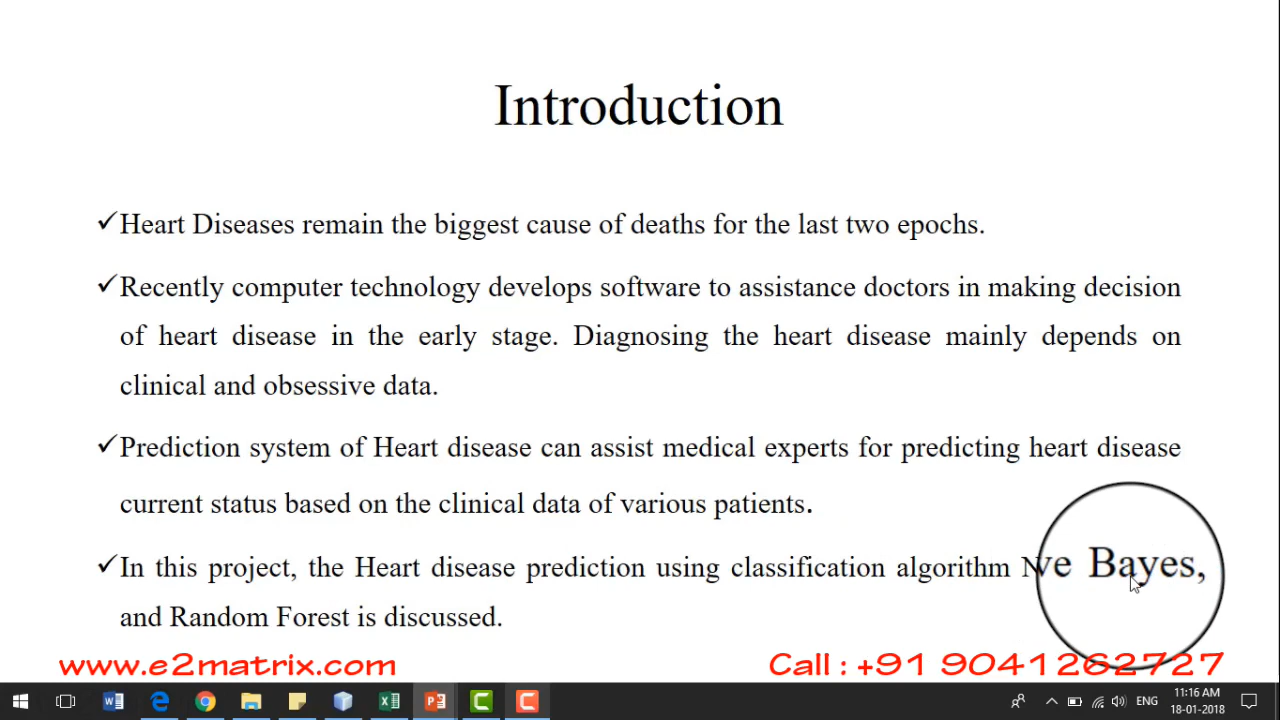 Introduction
✓Heart Diseases remain the biggest cause of deaths for the last two epochs.
✓Recently computer technology develops software to assistance doctors in making decision
of heart disease in the early stage. Diagnosing the heart disease mainly depends on
clinical and obsessive data.
✓Prediction system of Heart disease can assist medical experts for predicting heart disease
current status based on the clinical data of various patients.
✓In this project, the Heart disease prediction using classification algorithm Bayes,
and Random Forest is discussed.
www.e2matrix.com
Call : +91 9041262727
ENG
11:16 AM
18-01-2018